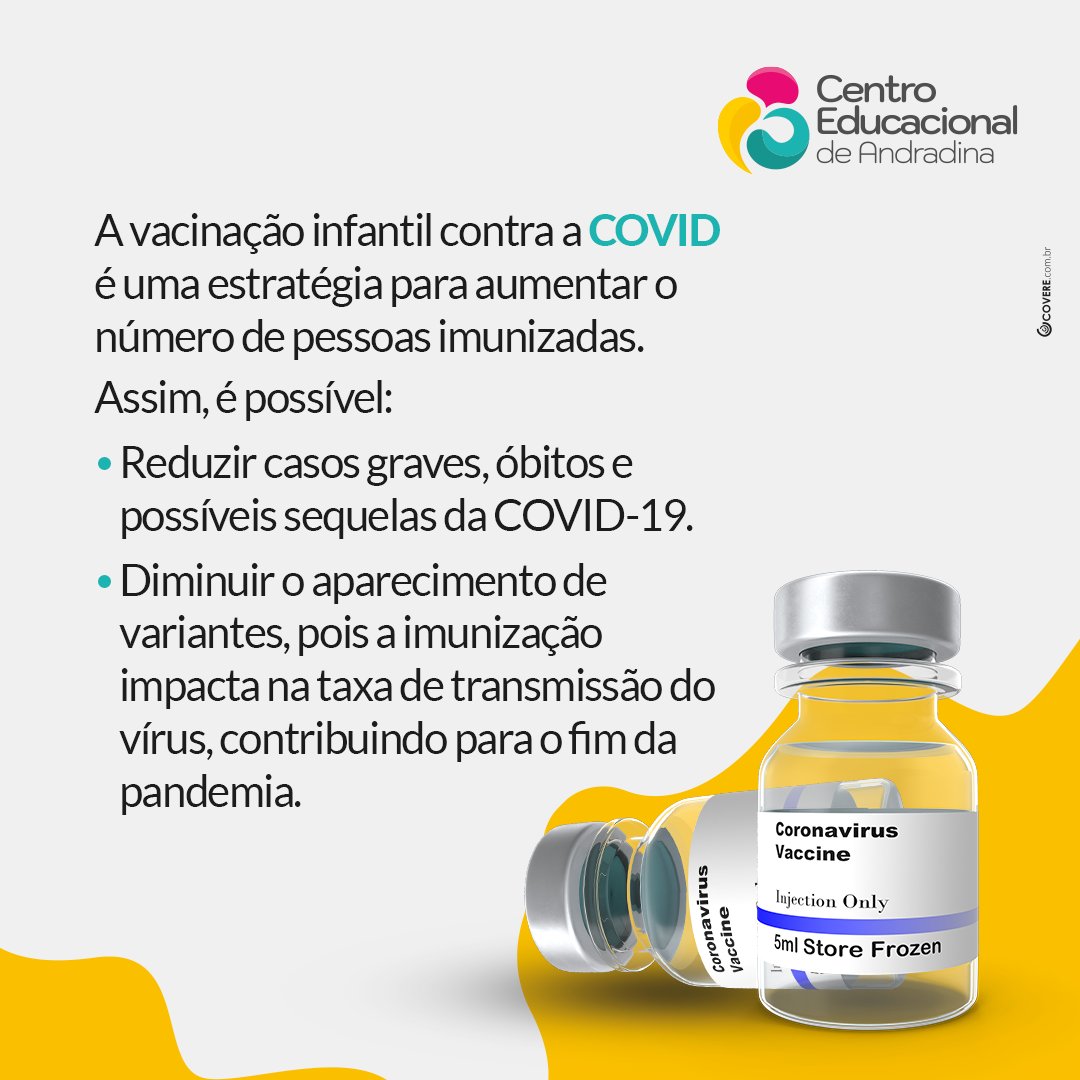 Centro
Educacional
de Andradina
A vacinação infantil contra a COVID
é uma estratégia para aumentar o
número de pessoas imunizadas.
Assim, é possível:
• Reduzir casos graves, óbitos e
possíveis sequelas da COVID-19.
• Diminuir o aparecimento de
variantes, pois a imunização
impacta na taxa de transmissão do
vírus, contribuindo para o fim da
pandemia.
COVERE.com.br
Coronavirus
Vaccine
Injection Only
5ml Store Frozen
Coronavirus
Vaccine